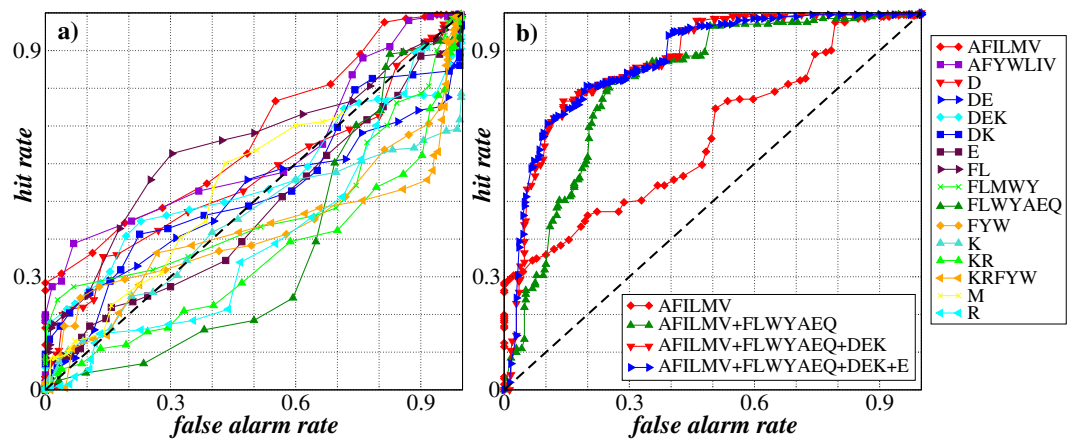 a)
hit rate
0.9
0.3
0
0
0.3
0.6
0.9
false alarm rate
b)
hit rate
0.9
0.3
0
0
0.3
0.6
0.9
false alarm rate
AFILMV
AFILMV+FLWYAEQ
AFILMV+FLWYAEQ+DEK
AFILMV+FLWYAEQ+DEK+E
AFILMV
AFYWLIV
D
DE
DEK
DK
E
FL
FLMWY
FLWYAEQ
FYW
K
KR
KRFYW
M
R